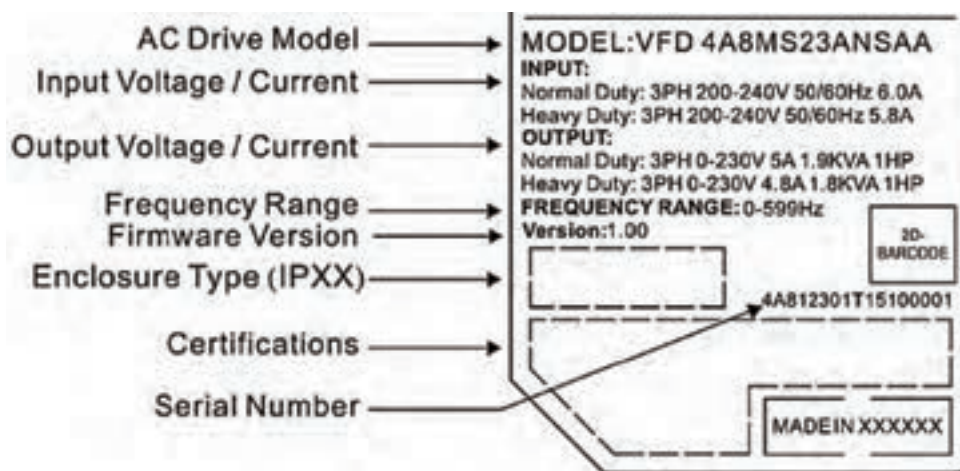 AC Drive Model
Input Voltage / Current
Output Voltage / Current
Frequency Range
Firmware Version
Enclosure Type (IPXX)
Certifications
Serial Number
MODEL:VFD 4A8MS23ANSAA
INPUT:
Normal Duty: 3PH 200-240V 50/60Hz 6.0A
Heavy Duty: 3PH 200-240V 50/60Hz 5.8A
OUTPUT:
Normal Duty: 3PH 0-230V 5A 1.9KVA 1HP
Heavy Duty: 3PH 0-230V 4.8A 1.8KVA 1HP
FREQUENCY RANGE: 0-599Hz
Version:1.00
2D-
BARCODE
4A812301T15100001
MADE IN XXXXXX